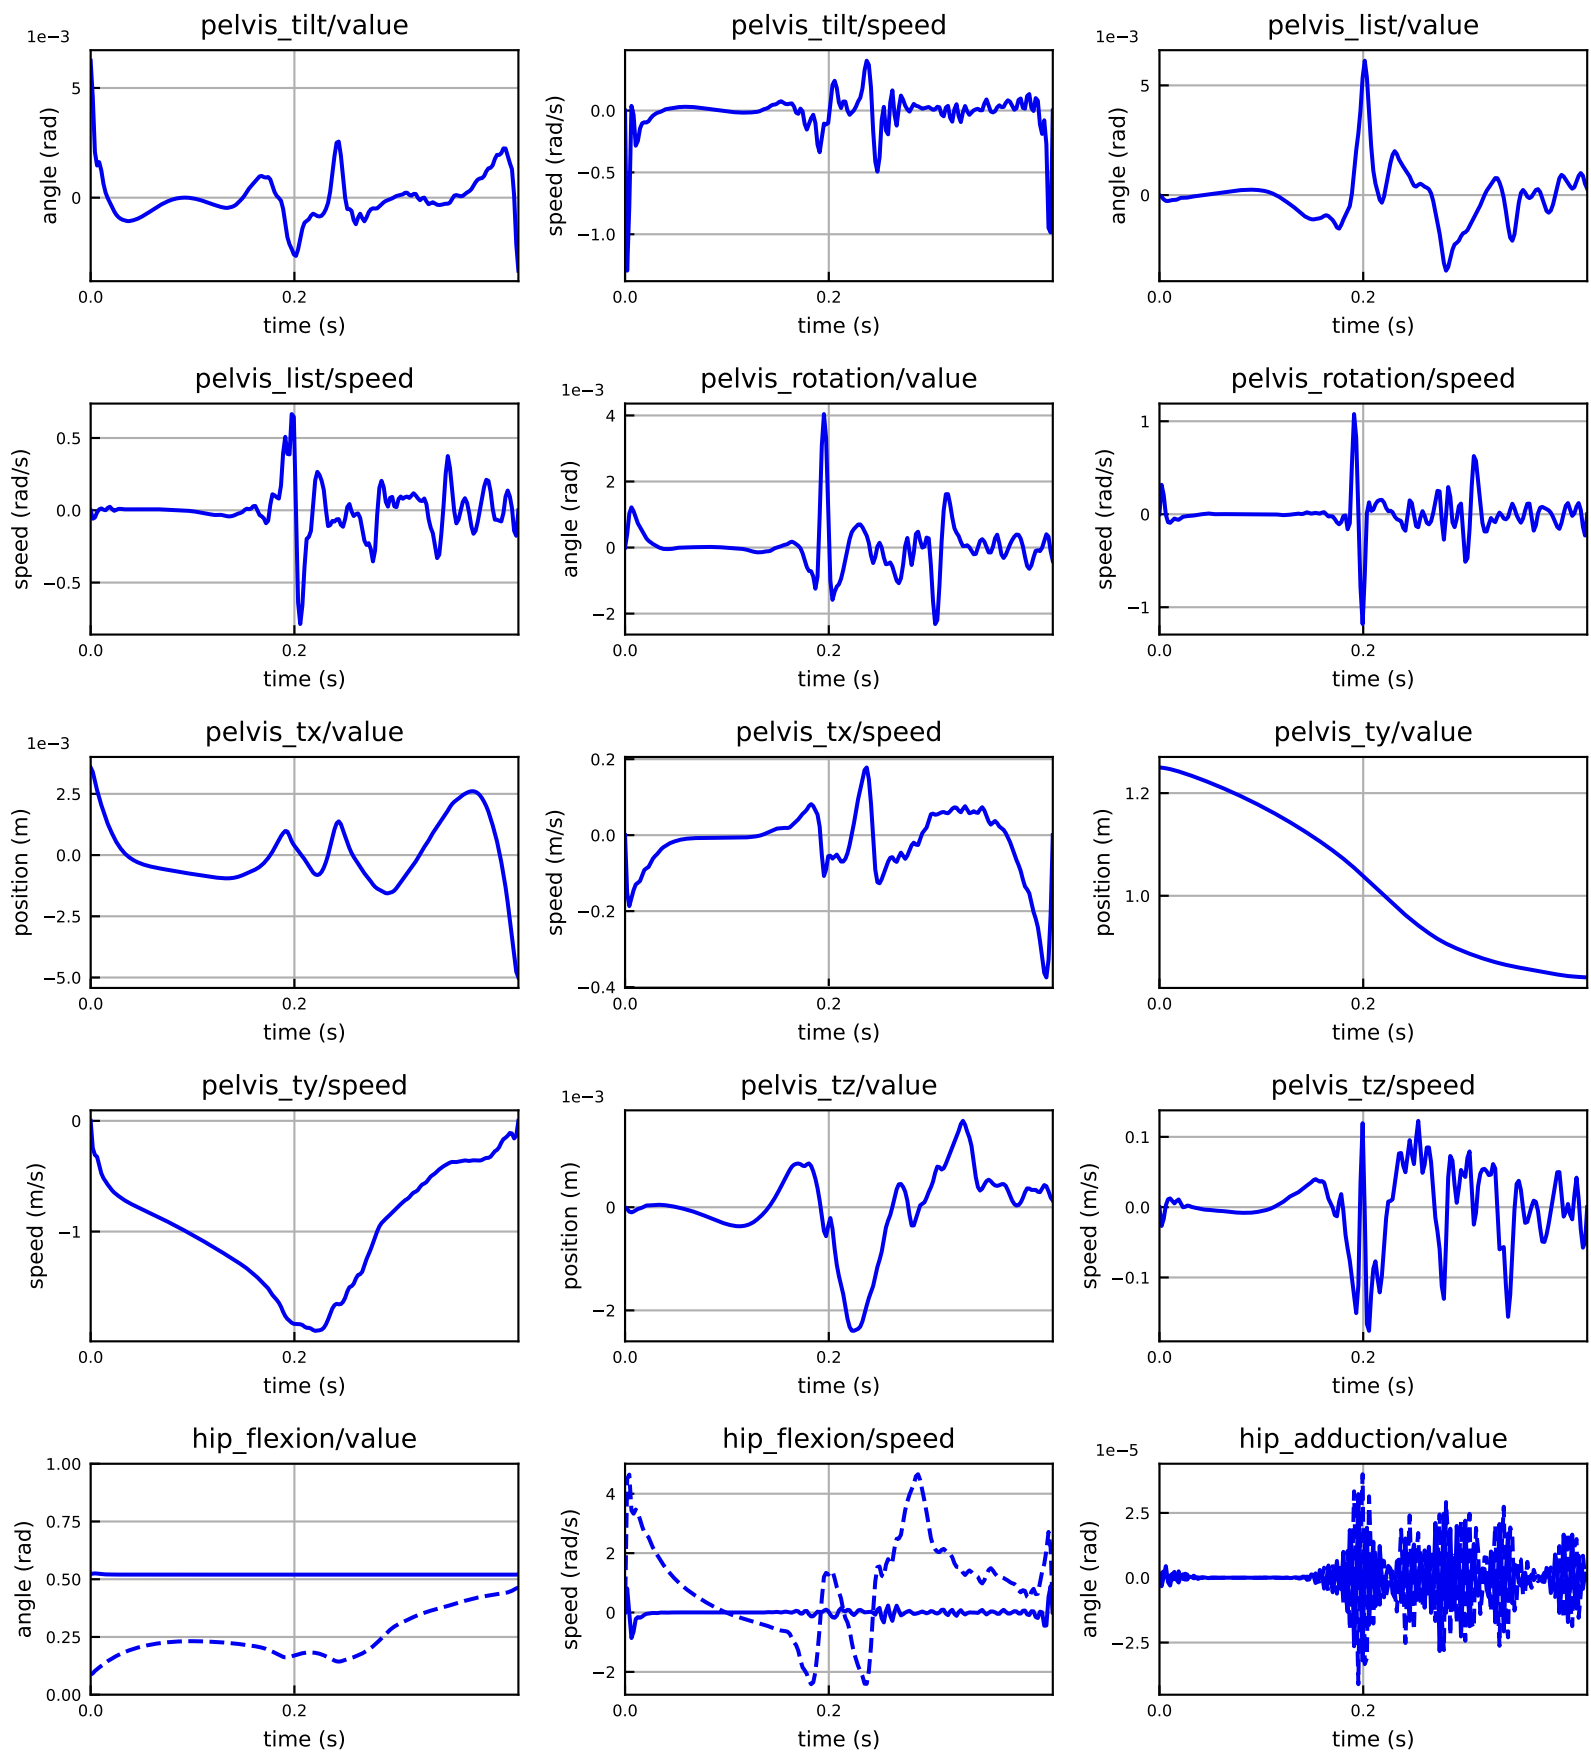 pelvis_tilt/value
1e−3
angle (rad)
5
0
0.0
0.2
time (s)
pelvis_tilt/speed
speed (rad/s)
0.0
−0.5
−1.0
0.0
0.2
time (s)
pelvis_list/value
1e−3
angle (rad)
5
0
0.0
0.2
time (s)
pelvis_list/speed
speed (rad/s)
0.5
0.0
−0.5
0.0
0.2
time (s)
pelvis_rotation/value
1e−3
angle (rad)
4
2
0
−2
0.0
0.2
time (s)
pelvis_rotation/speed
speed (rad/s)
1
0
−1
0.0
0.2
time (s)
pelvis_tx/value
1e−3
position (m)
2.5
0.0
−2.5
−5.0
0.0
0.2
time (s)
pelvis_tx/speed
speed (m/s)
0.2
0.0
−0.2
−0.4
0.0
0.2
time (s)
pelvis_ty/value
position (m)
1.2
1.0
0.0
0.2
time (s)
pelvis_ty/speed
speed (m/s)
0
−1
0.0
0.2
time (s)
pelvis_tz/value
1e−3
position (m)
0
−2
0.0
0.2
time (s)
pelvis_tz/speed
speed (m/s)
0.1
0.0
−0.1
0.0
0.2
time (s)
hip_flexion/value
angle (rad)
1.00
0.75
0.50
0.25
0.00
0.0
0.2
time (s)
hip_flexion/speed
speed (rad/s)
4
2
0
−2
0.0
0.2
time (s)
hip_adduction/value
1e−5
angle (rad)
2.5
0.0
−2.5
0.0
0.2
time (s)